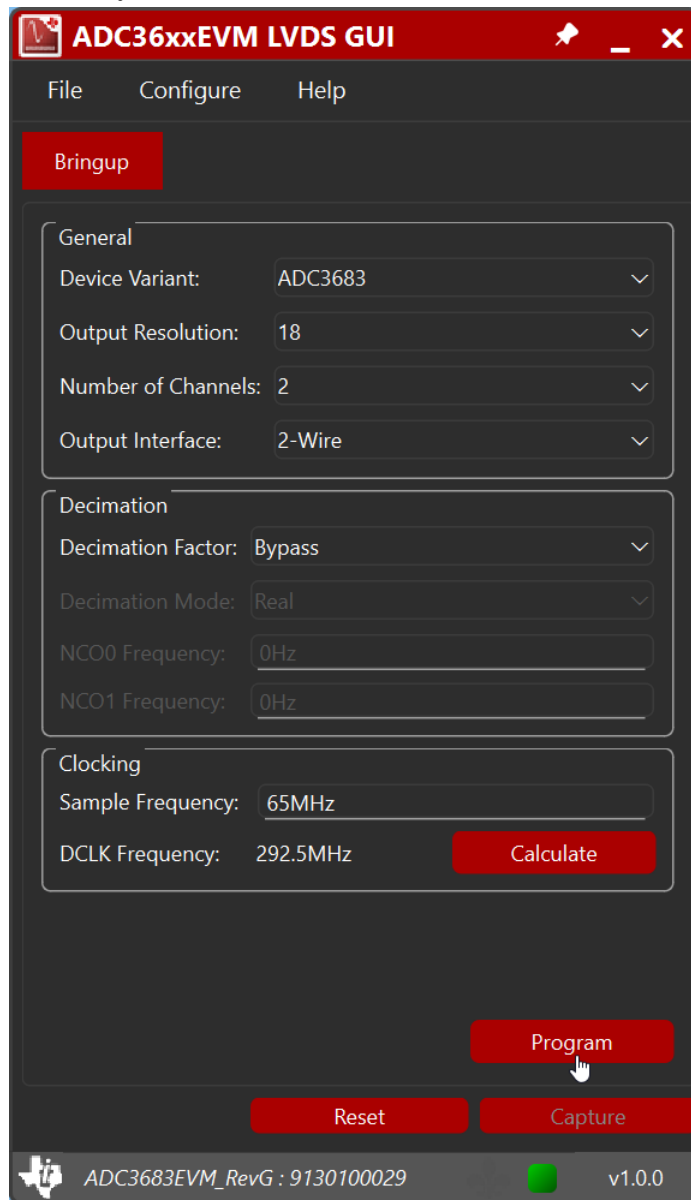 ADC36xxEVM LVDS GUI
File Configure Help
Bringup
General
Device Variant: ADC3683
Output Resolution: 18
Number of Channels: 2
Output Interface: 2-Wire
Decimation
Decimation Factor: Bypass
Decimation Mode: Real
NCO0 Frequency: 0Hz
NCO1 Frequency: 0Hz
Clocking
Sample Frequency: 65MHz
DCLK Frequency: 292.5MHz Calculate
Program
Reset Capture
ADC3683EVM_RevG : 9130100029 v1.0.0